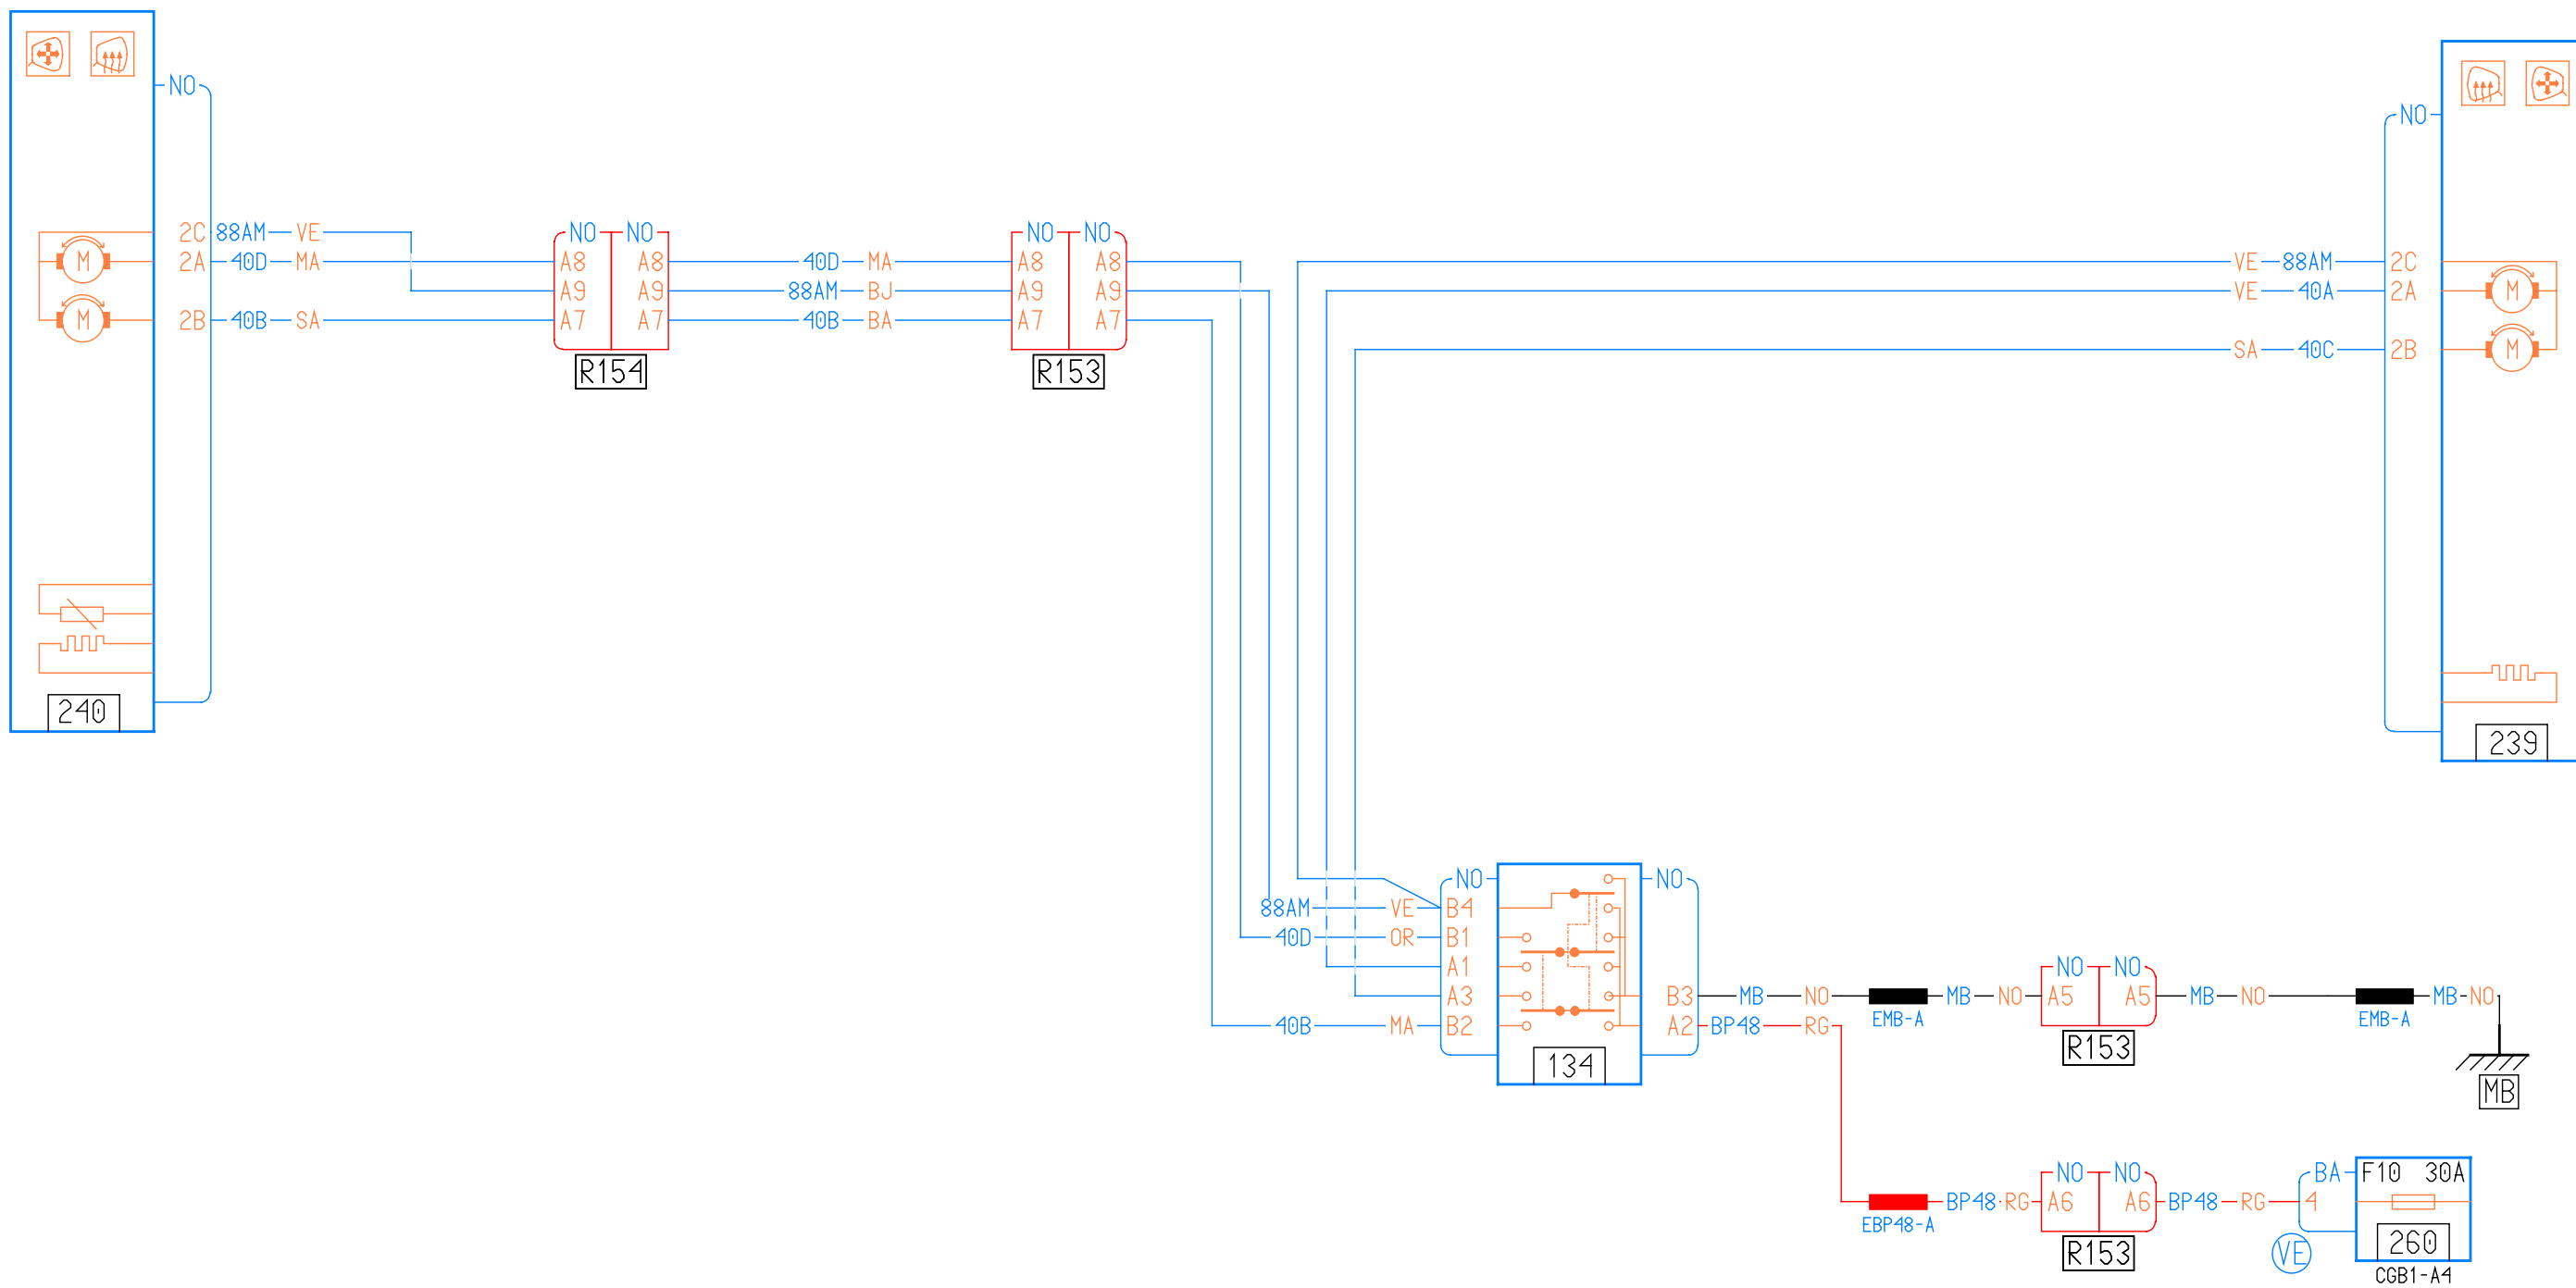 NO
NO
2C 88AM VE NO NO NO NO
2A 40D MA A8 A8 40D MA A8 A8 VE 88AM 2C
M M
A9 A9 88AM BJ A9 A9 VE 40A 2A
2B 40B SA A7 A7 40B BA A7 A7
M M
SA 40C 2B
R154 R153
240
239
NO NO
88AM VE B4
40D OR B1
A1 NO NO
A3 B3 MB NO MB NO A5 A5 MB NO MB NO
40B MA B2 A2 BP48 RG EMB-A EMB-A
134 R153
MB
NO NO BA F10 30A
BP48 RG A6 A6 BP48 RG 4
EBP48-A
R153 VE 260
CGB1-A4